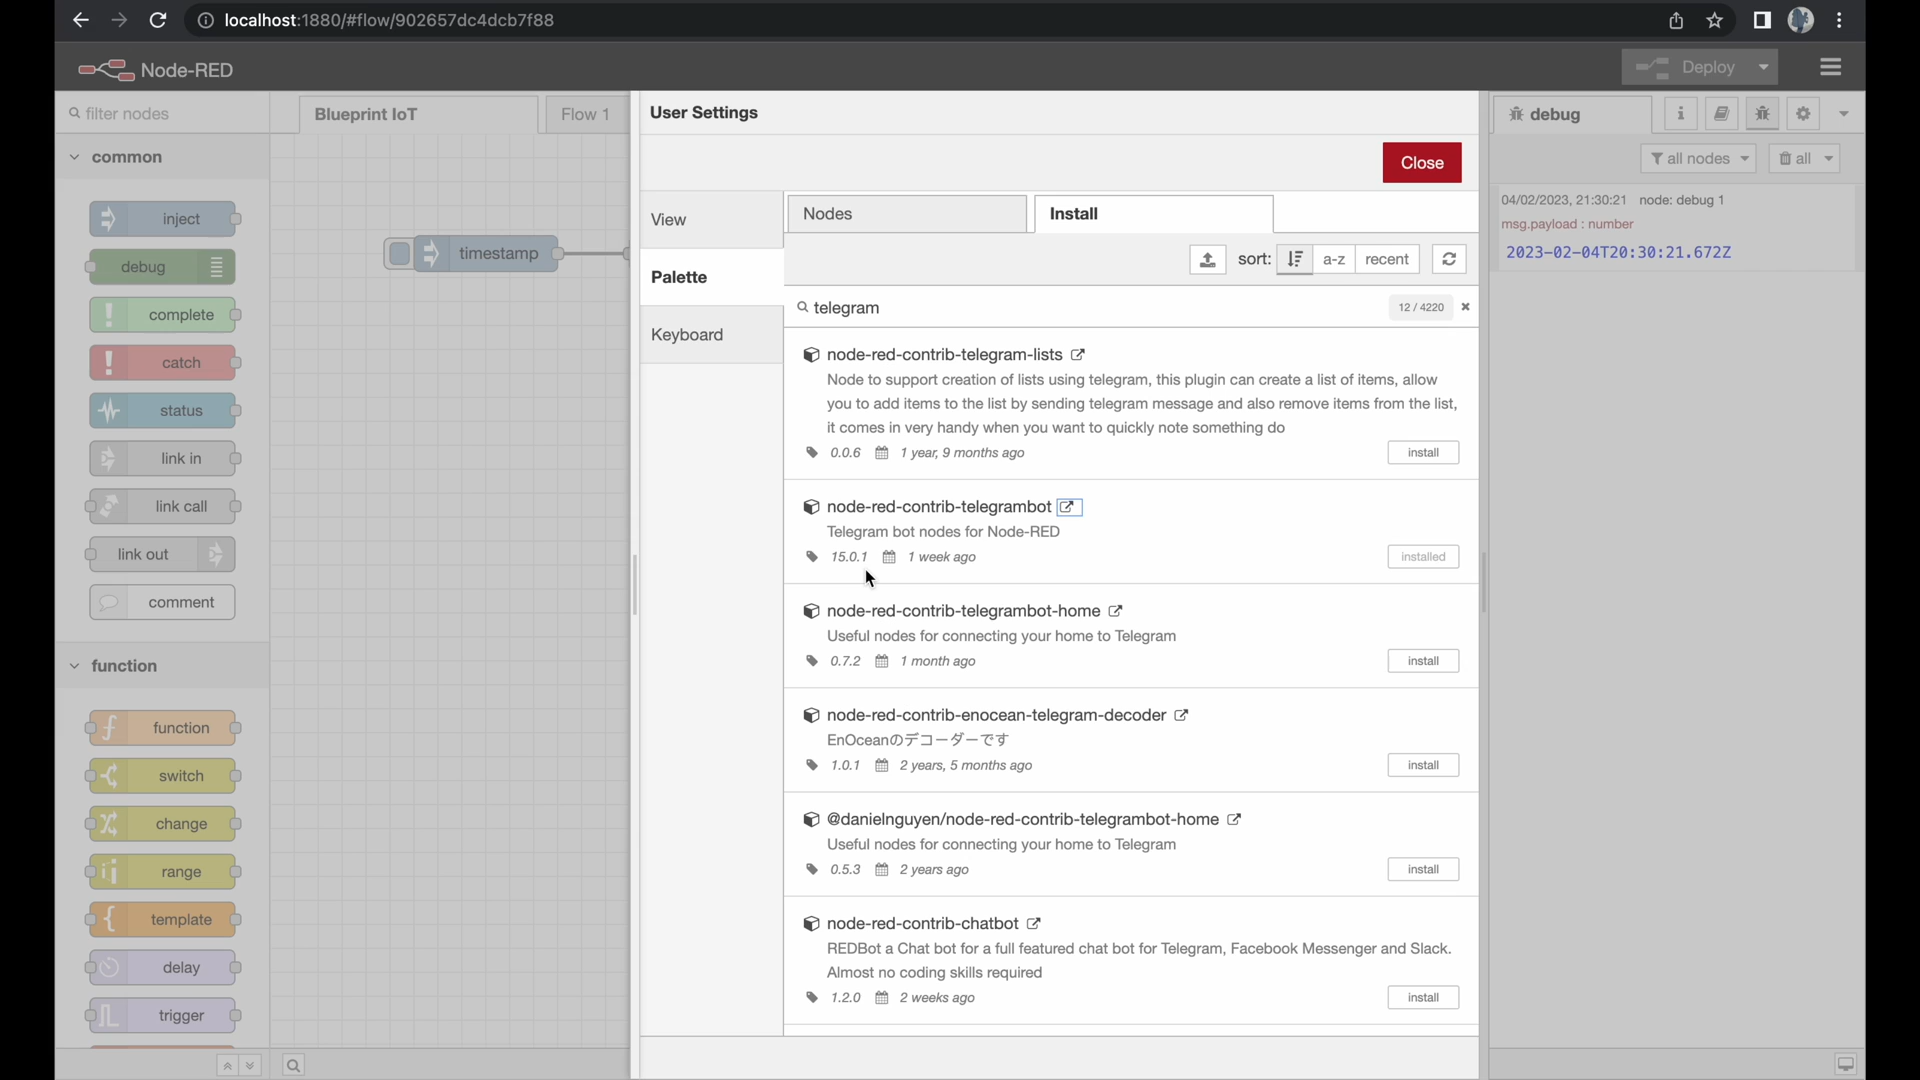 localhost:1880/#flow/902657dc4dcb7f88
Node-RED
Deploy
filter nodes
Blueprint IoT
Flow 1
User Settings
debug
i
common
Close
all nodes
all
inject
debug
complete
catch
status
link in
link call
link out
comment
function
function
switch
change
range
template
delay
trigger
timestamp
View
Palette
Keyboard
Nodes
Install
sort:
a-z
recent
telegram
12 / 4220
node-red-contrib-telegram-lists
Node to support creation of lists using telegram, this plugin can create a list of items, allow
you to add items to the list by sending telegram message and also remove items from the list,
it comes in very handy when you want to quickly note something do
0.0.6 1 year, 9 months ago
install
node-red-contrib-telegrambot
Telegram bot nodes for Node-RED
15.0.1 1 week ago
installed
node-red-contrib-telegrambot-home
Useful nodes for connecting your home to Telegram
0.7.2 1 month ago
install
node-red-contrib-enocean-telegram-decoder
EnOceanのデコーダーです
1.0.1 2 years, 5 months ago
install
@danielnguyen/node-red-contrib-telegrambot-home
Useful nodes for connecting your home to Telegram
0.5.3 2 years ago
install
node-red-contrib-chatbot
REDBot a Chat bot for a full featured chat bot for Telegram, Facebook Messenger and Slack.
Almost no coding skills required
1.2.0 2 weeks ago
install
04/02/2023, 21:30:21 node: debug 1
msg.payload : number
2023-02-04T20:30:21.672Z